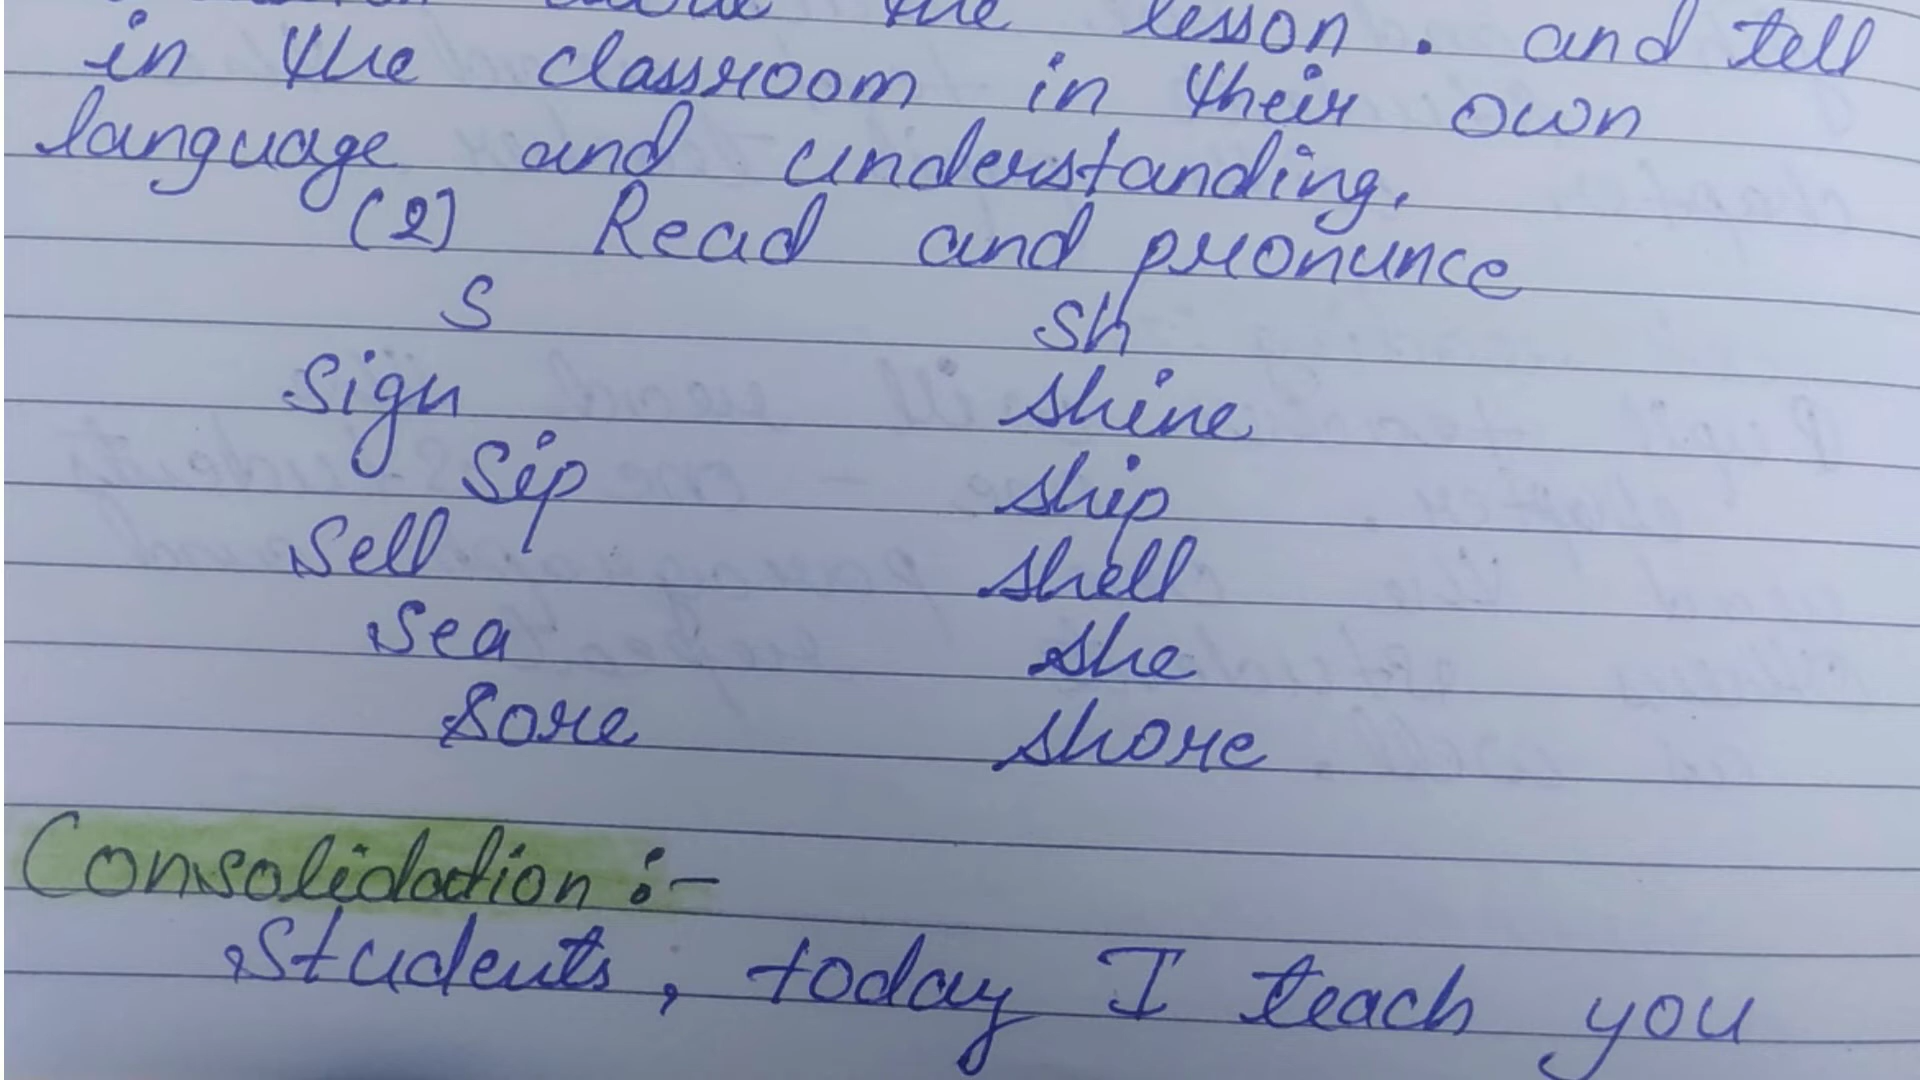 the lesson. and tell
in the classroom in their own
language and understanding.
(2) Read and pronunce
S sh
Sign shine
Sip ship
Sell shell
Sea she
Sore shore
Consolidation :-
Students, today I teach you